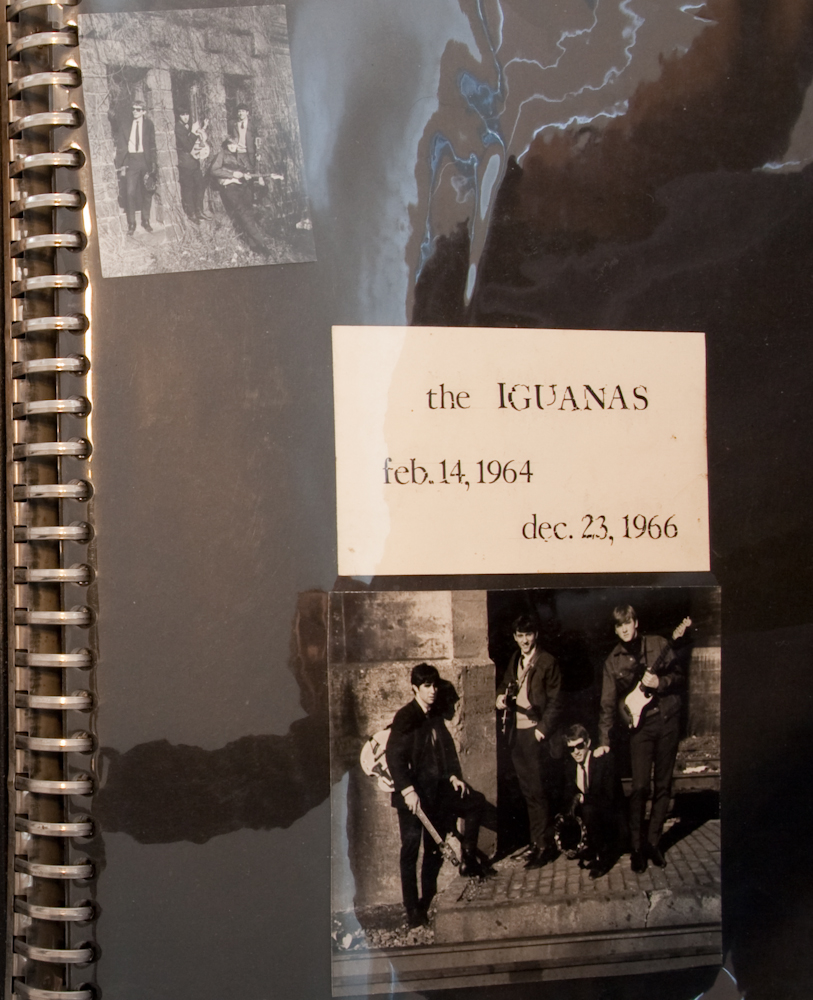 the IGUANAS
feb. 14, 1964
dec. 23, 1966